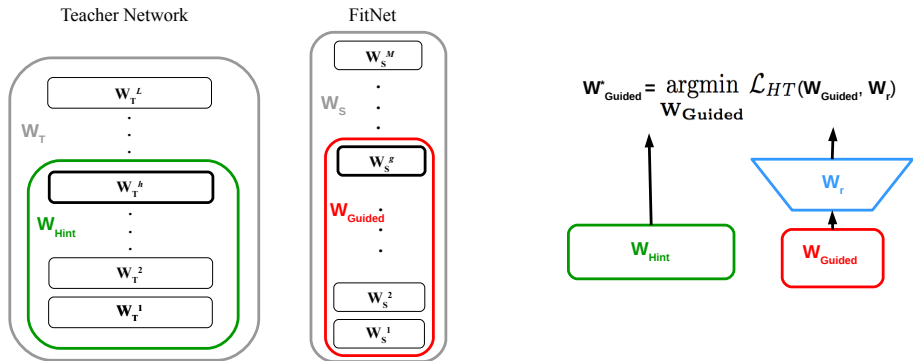 Teacher Network
W_T^L
W_T
W_T^h
W_Hint
W_T^2
W_T^1
FitNet
W_S^M
W_S
W_S^g
W_Guided
W_S^2
W_S^1
W*_Guided = argmin_{W_Guided} ℒ_HT(W_Guided, W_r)
W_r
W_Hint
W_Guided